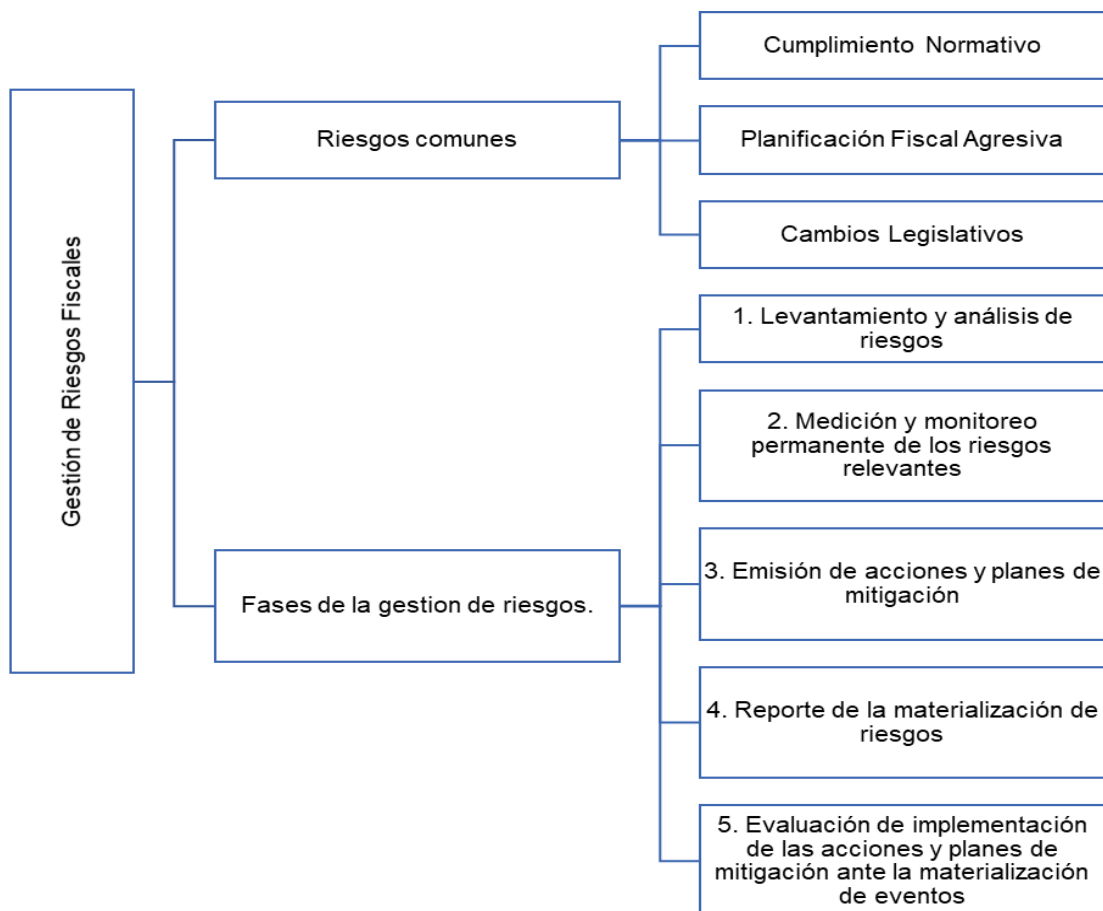 Gestión de Riesgos Fiscales
Riesgos comunes
Cumplimiento Normativo
Planificación Fiscal Agresiva
Cambios Legislativos
Fases de la gestion de riesgos.
1. Levantamiento y análisis de
riesgos
2. Medición y monitoreo
permanente de los riesgos
relevantes
3. Emisión de acciones y planes de
mitigación
4. Reporte de la materialización de
riesgos
5. Evaluación de implementación
de las acciones y planes de
mitigación ante la materialización
de eventos